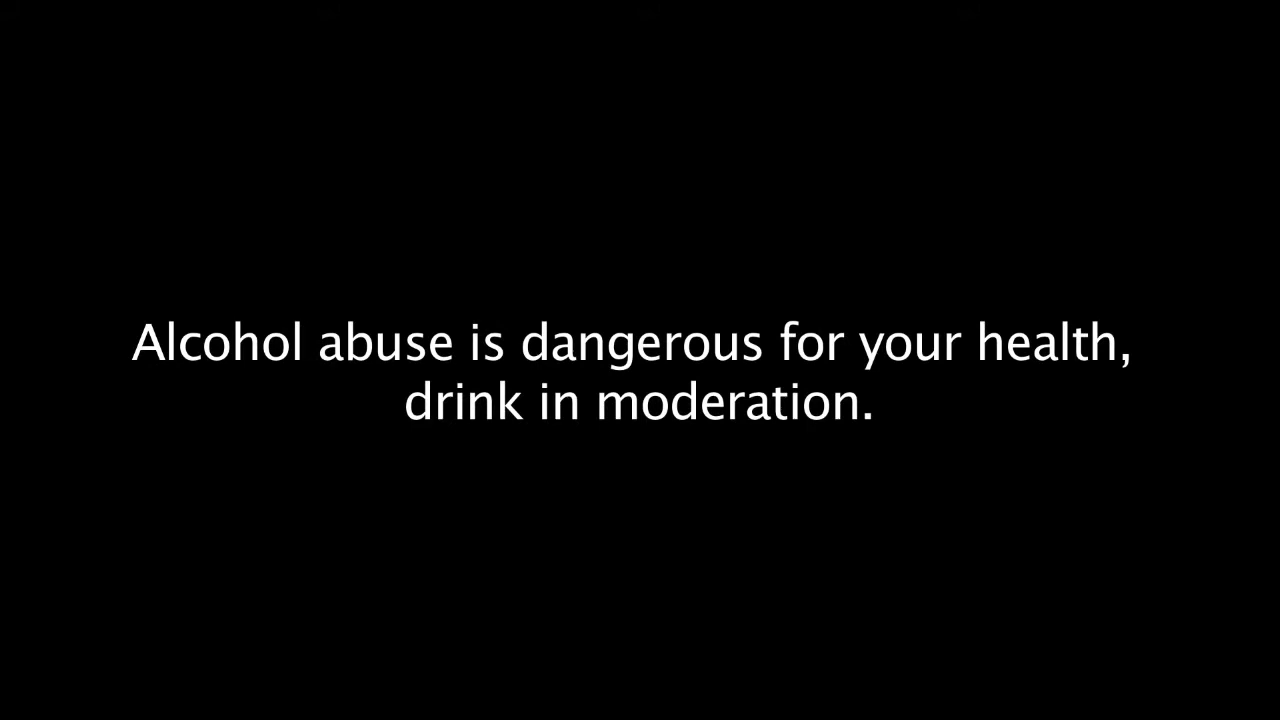 Alcohol abuse is dangerous for your health,
drink in moderation.